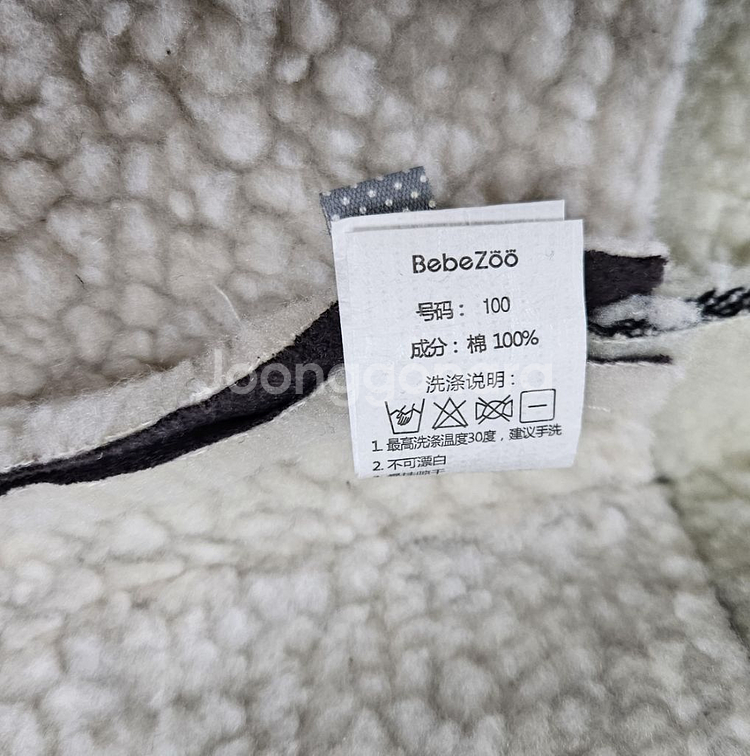 BebeZöö
号码： 100
成分：棉 100%
洗涤说明：
1. 最高洗涤温度30度，建议手洗
2. 不可漂白